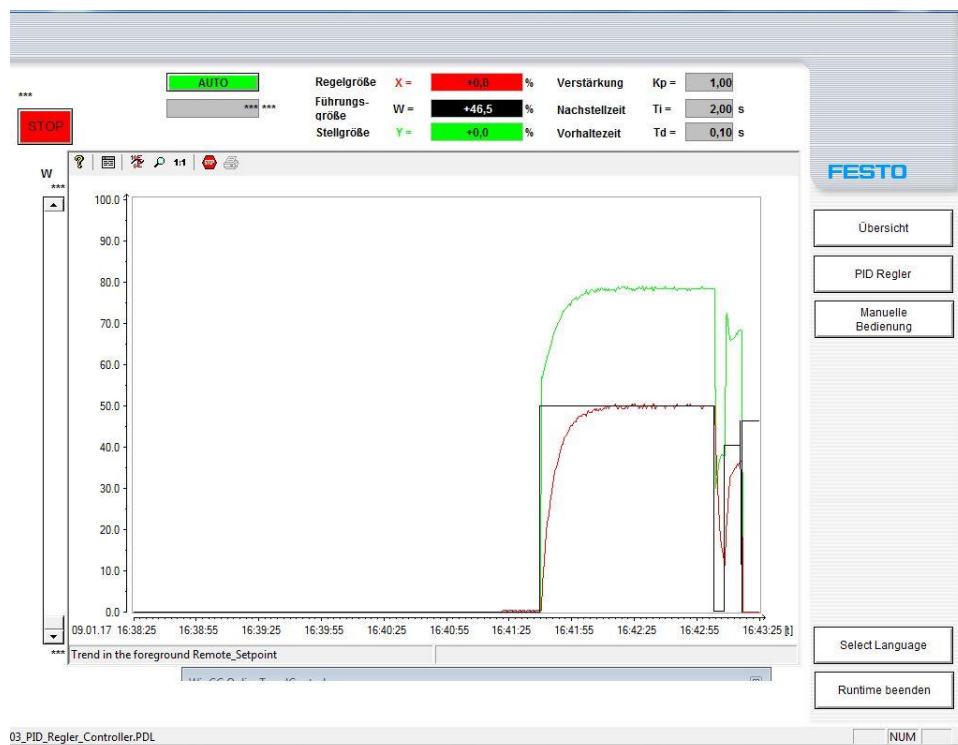 AUTO
***
*** ***
STOP
Regelgröße X = +0,0 %
Führungs-
größe W = +46,5 %
Stellgröße Y = +0,0 %
Verstärkung Kp = 1,00
Nachstellzeit Ti = 2,00 s
Vorhaltezeit Td = 0,10 s
FESTO
W
***
1:1
100.0
90.0
80.0
70.0
60.0
50.0
40.0
30.0
20.0
10.0
0.0
09.01.17 16:38:25 16:38:55 16:39:25 16:39:55 16:40:25 16:40:55 16:41:25 16:41:55 16:42:25 16:42:55 16:43:25 [t]
***
Trend in the foreground Remote_Setpoint
Übersicht
PID Regler
Manuelle
Bedienung
Select Language
Runtime beenden
03_PID_Regler_Controller.PDL
NUM